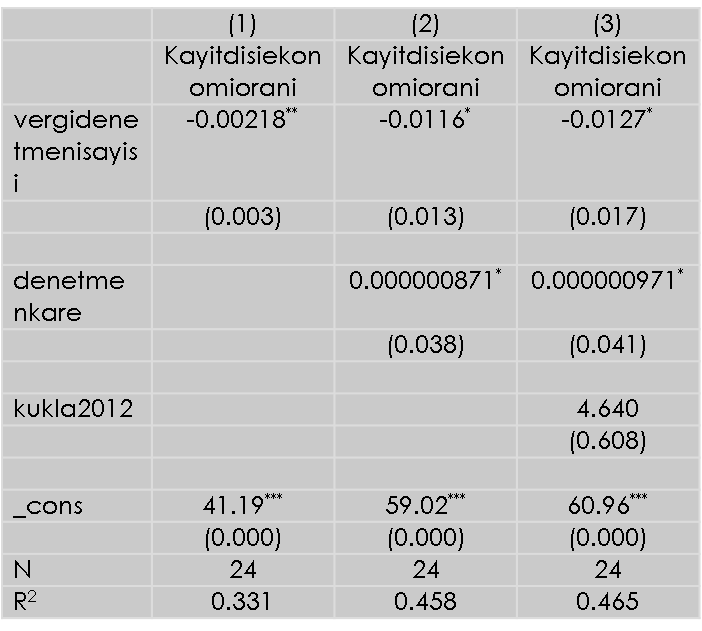 (1) (2) (3)
Kayitdisiekon Kayitdisiekon Kayitdisiekon
omiorani omiorani omiorani
vergidene -0.00218** -0.0116* -0.0127*
tmenisayis
i
(0.003) (0.013) (0.017)
denetme 0.000000871* 0.000000971*
nkare
(0.038) (0.041)
kukla2012 4.640
(0.608)
_cons 41.19*** 59.02*** 60.96***
(0.000) (0.000) (0.000)
N 24 24 24
R2 0.331 0.458 0.465